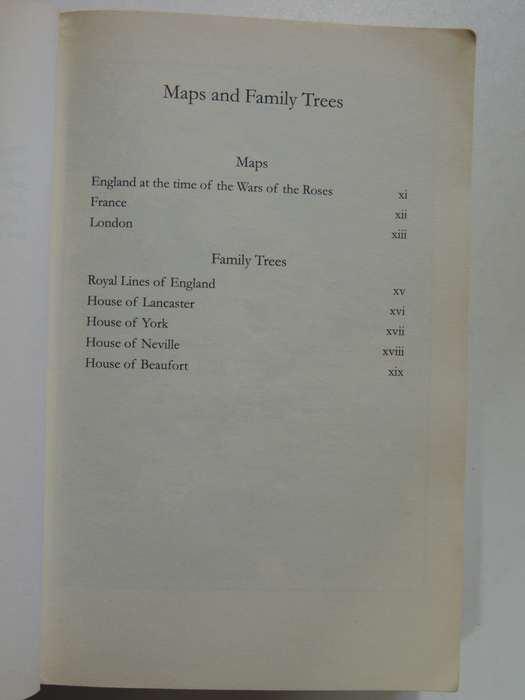 Maps and Family Trees
Maps
England at the time of the Wars of the Roses xi
France xii
London xiii
Family Trees
Royal Lines of England xv
House of Lancaster xvi
House of York xvii
House of Neville xviii
House of Beaufort xix